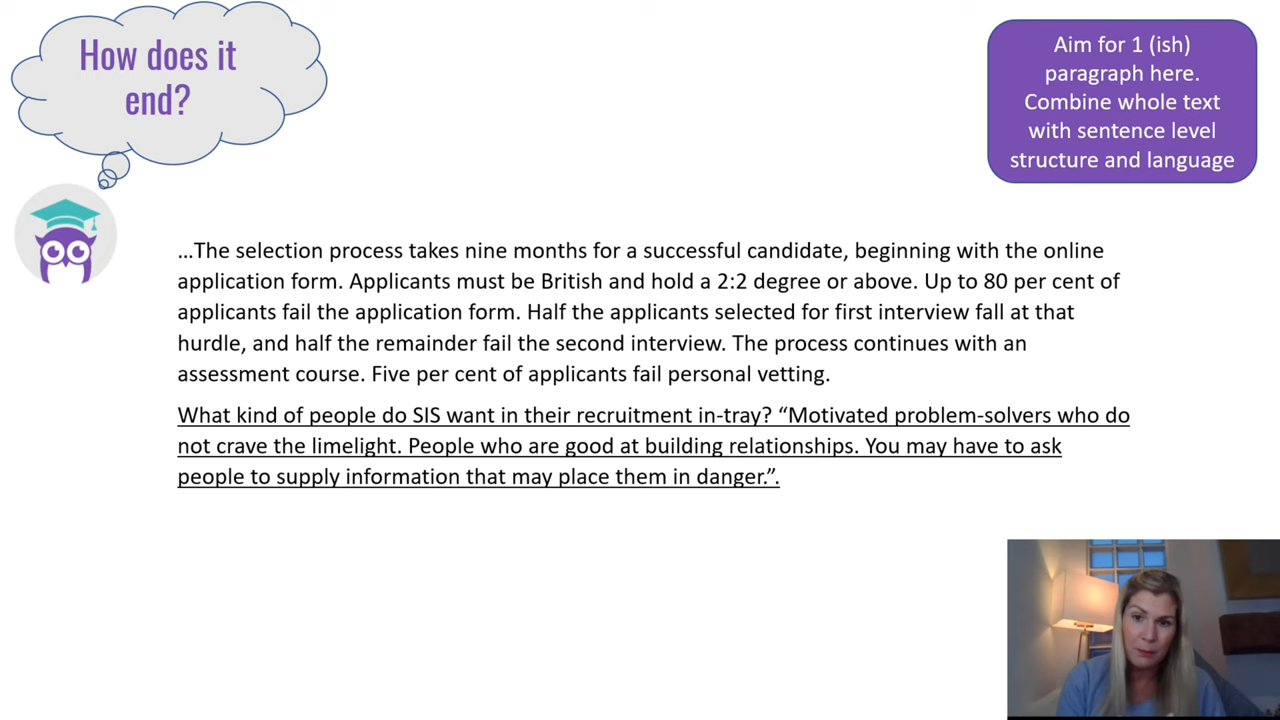 How does it
end?
Aim for 1 (ish)
paragraph here.
Combine whole text
with sentence level
structure and language
...The selection process takes nine months for a successful candidate, beginning with the online
application form. Applicants must be British and hold a 2:2 degree or above. Up to 80 per cent of
applicants fail the application form. Half the applicants selected for first interview fall at that
hurdle, and half the remainder fail the second interview. The process continues with an
assessment course. Five per cent of applicants fail personal vetting.
What kind of people do SIS want in their recruitment in-tray? “Motivated problem-solvers who do
not crave the limelight. People who are good at building relationships. You may have to ask
people to supply information that may place them in danger.”.